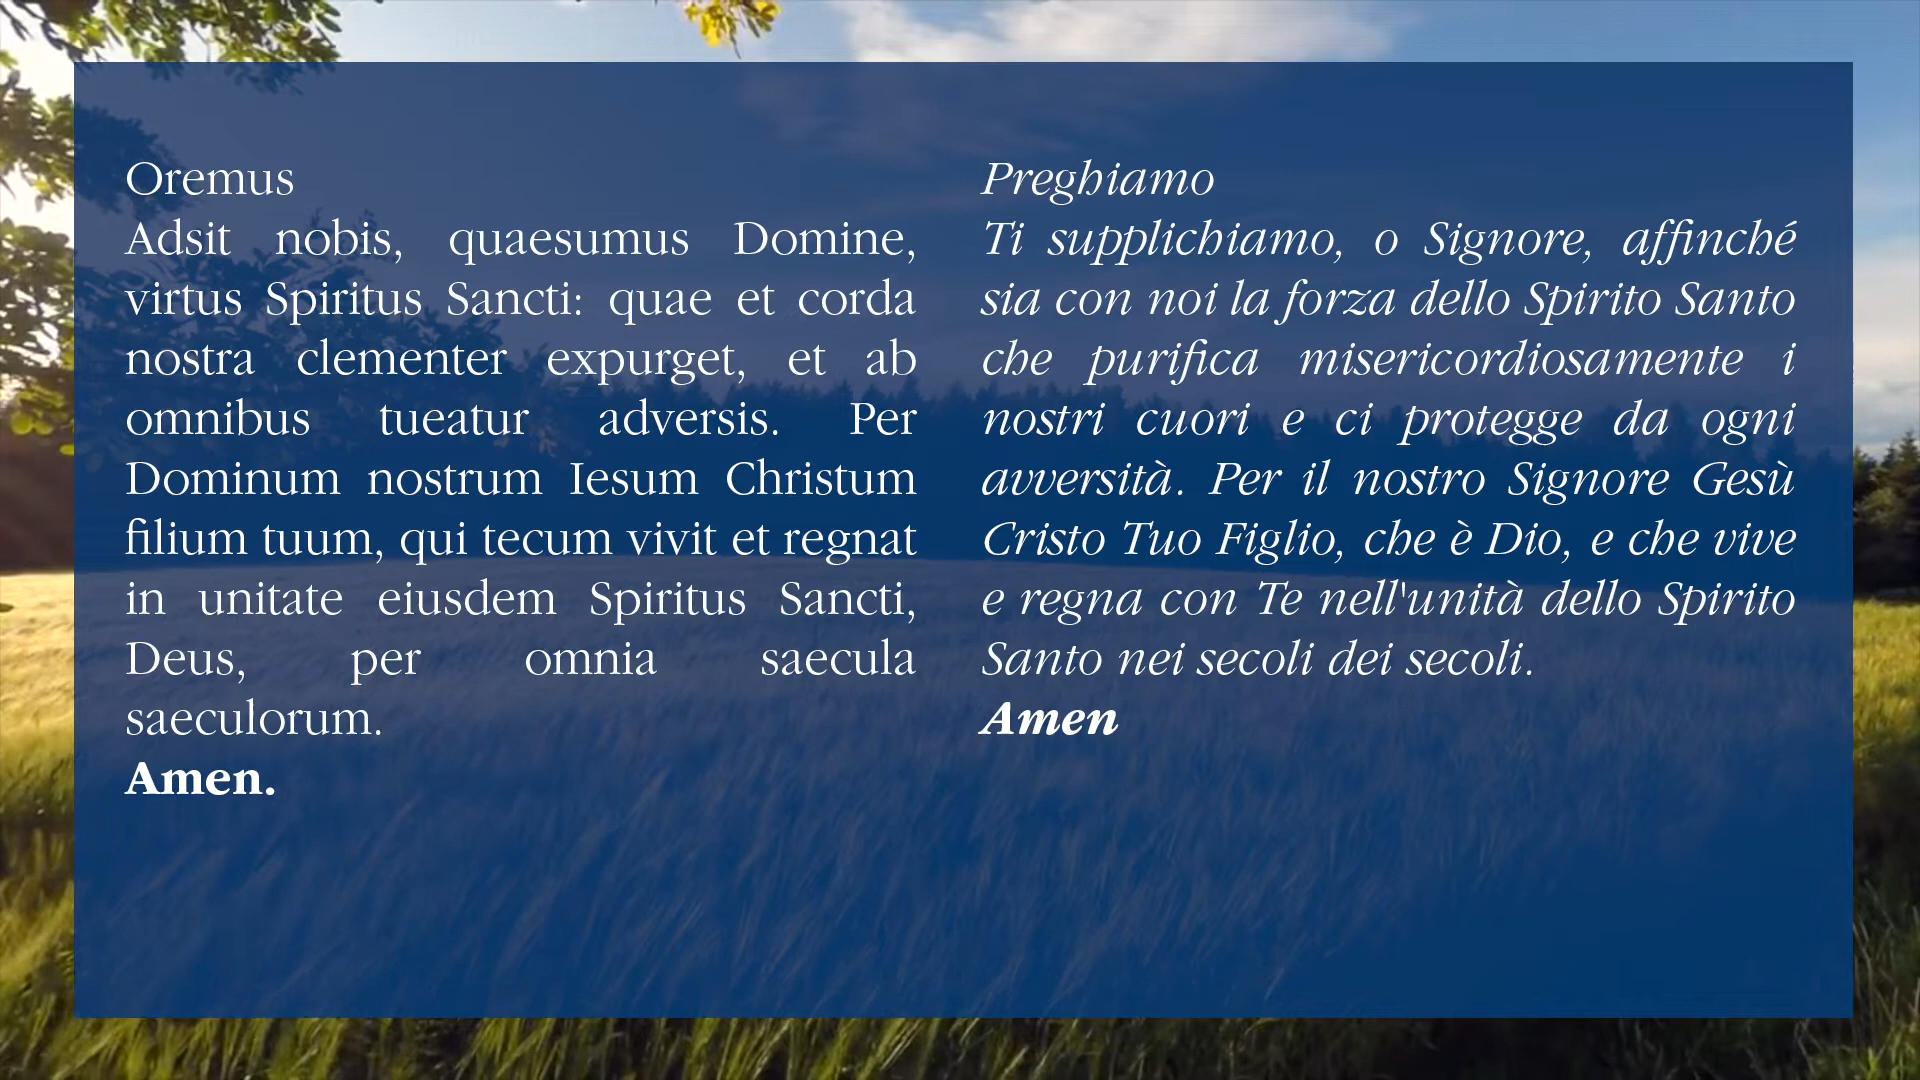 Oremus
Adsit nobis, quaesumus Domine,
virtus Spiritus Sancti: quae et corda
nostra clementer expurget, et ab
omnibus tueatur adversis. Per
Dominum nostrum Iesum Christum
filium tuum, qui tecum vivit et regnat
in unitate eiusdem Spiritus Sancti,
Deus, per omnia saecula
saeculorum.
Amen.
Preghiamo
Ti supplichiamo, o Signore, affinché
sia con noi la forza dello Spirito Santo
che purifica misericordiosamente i
nostri cuori e ci protegge da ogni
avversità. Per il nostro Signore Gesù
Cristo Tuo Figlio, che è Dio, e che vive
e regna con Te nell'unità dello Spirito
Santo nei secoli dei secoli.
Amen